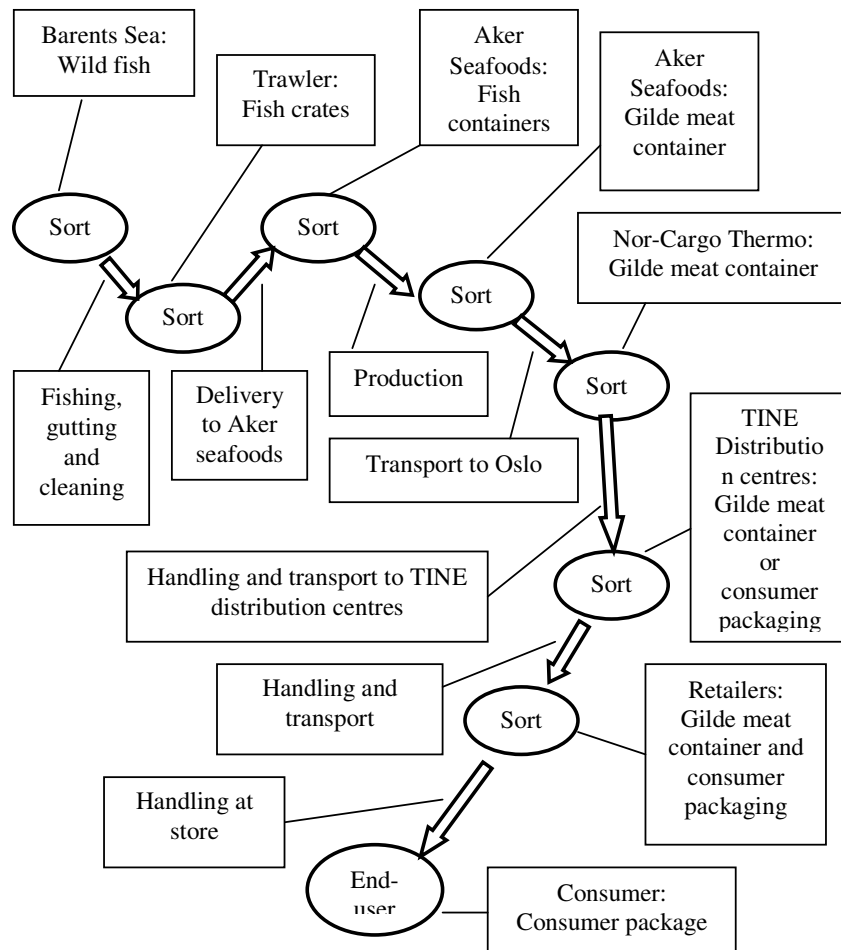 Barents Sea:
Wild fish
Trawler:
Fish crates
Aker
Seafoods:
Fish
containers
Aker
Seafoods:
Gilde meat
container
Sort
Sort
Sort
Sort
Nor-Cargo Thermo:
Gilde meat container
Sort
Fishing,
gutting
and
cleaning
Delivery
to Aker
seafoods
Production
Transport to Oslo
TINE
Distributio
n centres:
Gilde meat
container
or
consumer
packaging
Handling and transport to TINE
distribution centres
Sort
Handling and
transport
Sort
Retailers:
Gilde meat
container and
consumer
packaging
Handling at
store
End-
user
Consumer:
Consumer package